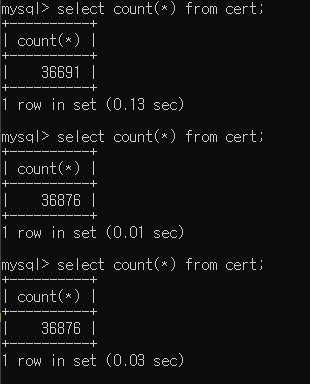 mysql> select count(*) from cert;
+----------+
| count(*) |
+----------+
|    36691 |
+----------+
1 row in set (0.13 sec)
mysql> select count(*) from cert;
+----------+
| count(*) |
+----------+
|    36876 |
+----------+
1 row in set (0.01 sec)
mysql> select count(*) from cert;
+----------+
| count(*) |
+----------+
|    36876 |
+----------+
1 row in set (0.03 sec)